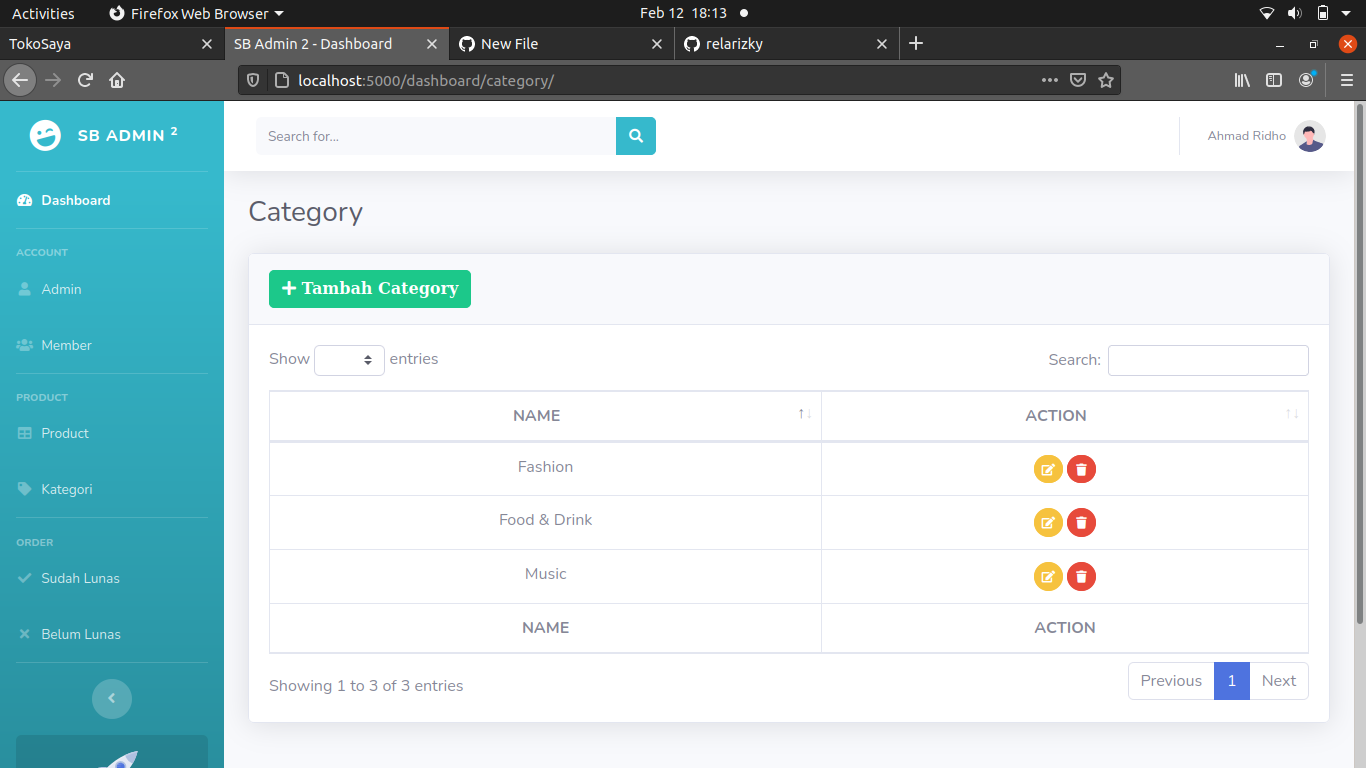 Activities Firefox Web Browser Feb 12 18:13
TokoSaya SB Admin 2 - Dashboard New File relarizky
localhost:5000/dashboard/category/
SB ADMIN 2
Search for...
Ahmad Ridho
Dashboard
ACCOUNT
Admin
Member
PRODUCT
Product
Kategori
ORDER
Sudah Lunas
Belum Lunas
Category
Tambah Category
Show entries Search:
NAME ACTION
Fashion
Food & Drink
Music
NAME ACTION
Showing 1 to 3 of 3 entries Previous 1 Next